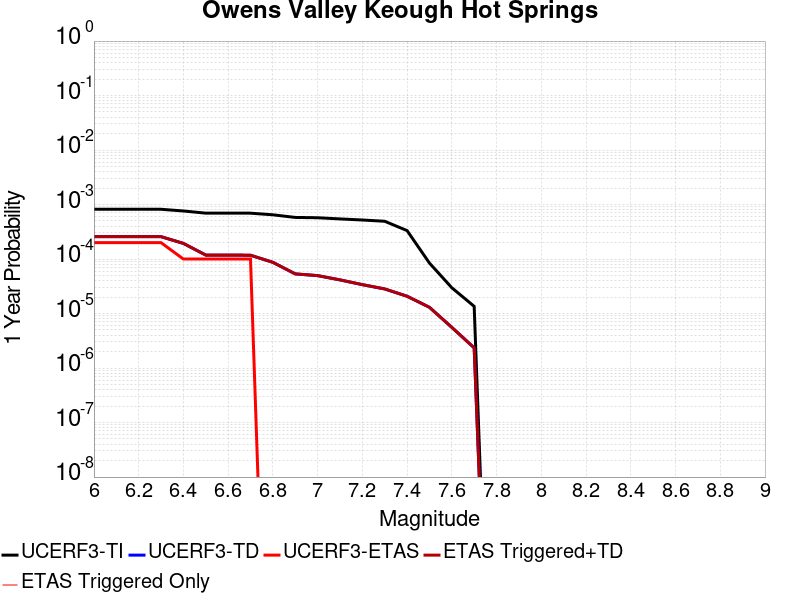 Owens Valley Keough Hot Springs
10^0
10^-1
10^-2
10^-3
10^-4
10^-5
10^-6
10^-7
10^-8
1 Year Probability
6 6.2 6.4 6.6 6.8 7 7.2 7.4 7.6 7.8 8 8.2 8.4 8.6 8.8 9
Magnitude
UCERF3-TI UCERF3-TD UCERF3-ETAS ETAS Triggered+TD
ETAS Triggered Only